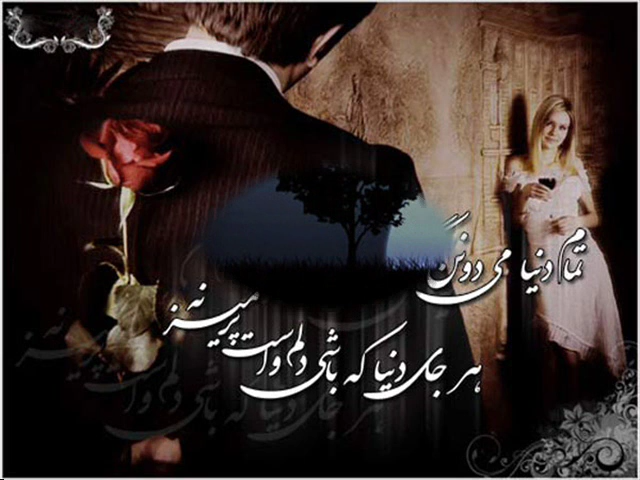 تمام دنیا می دونن
هر جای دنیا که باشی دلم واست پر میزنه